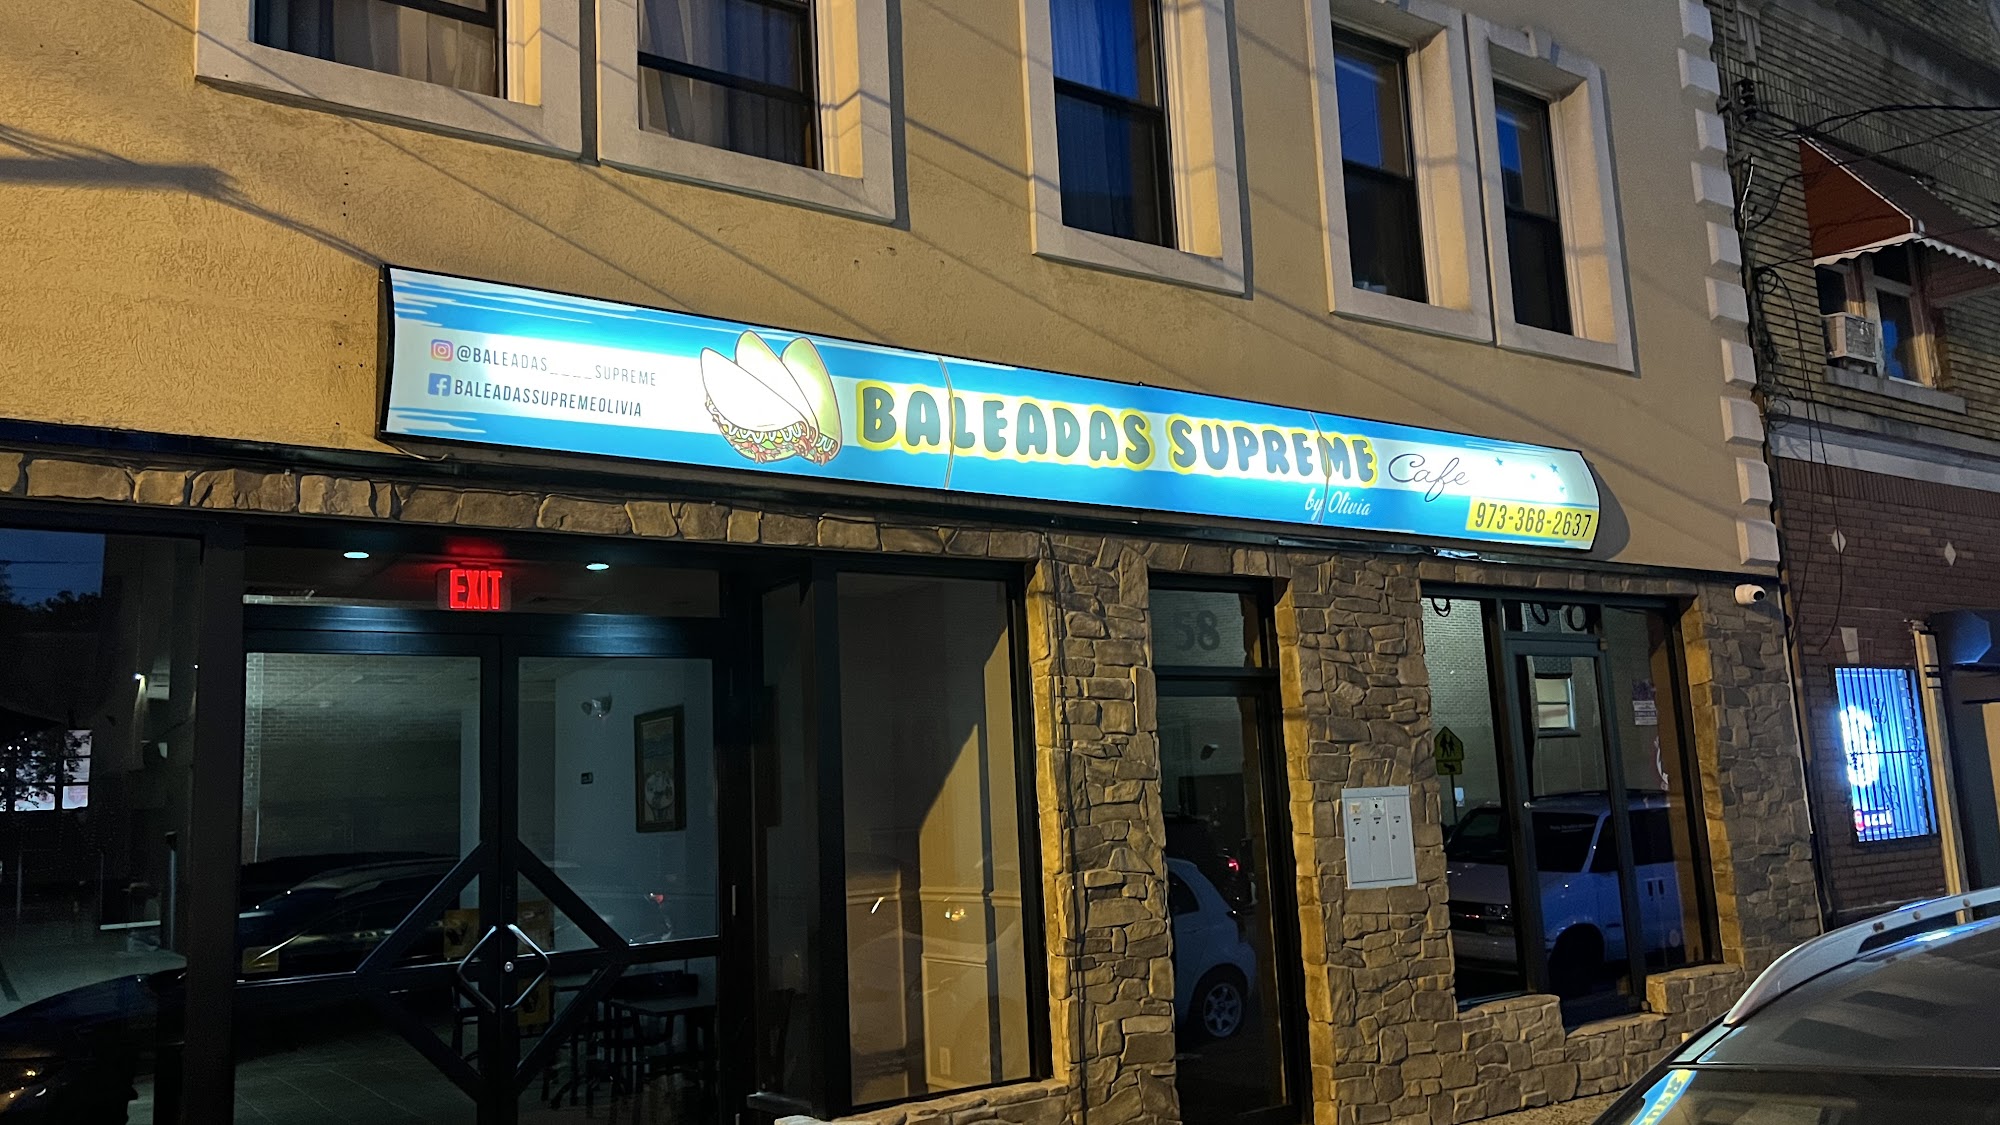 @BALEADAS____SUPREME
BALEADASSUPREMEOLIVIA
BALEADAS SUPREME Cafe
by Olivia
973-368-2637
EXIT
58